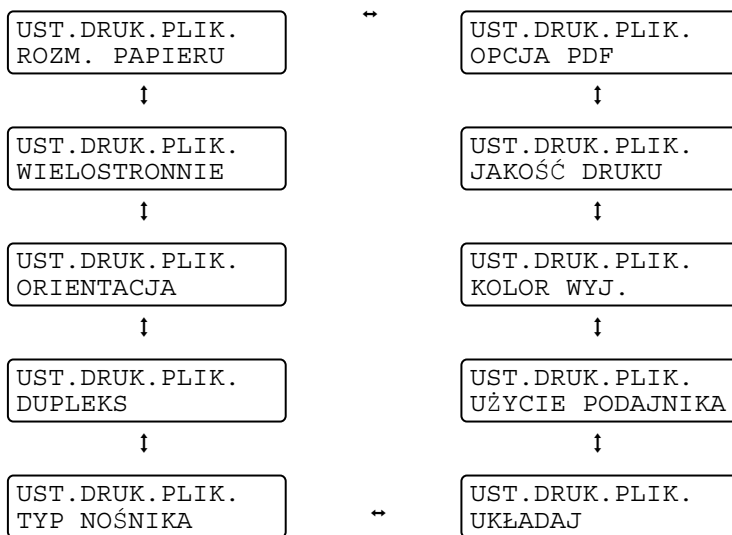 UST.DRUK.PLIK.
ROZM. PAPIERU
UST.DRUK.PLIK.
WIELOSTRONNIE
UST.DRUK.PLIK.
ORIENTACJA
UST.DRUK.PLIK.
DUPLEKS
UST.DRUK.PLIK.
TYP NOŚNIKA
UST.DRUK.PLIK.
OPCJA PDF
UST.DRUK.PLIK.
JAKOŚĆ DRUKU
UST.DRUK.PLIK.
KOLOR WYJ.
UST.DRUK.PLIK.
UŻYCIE PODAJNIKA
UST.DRUK.PLIK.
UKŁADAJ